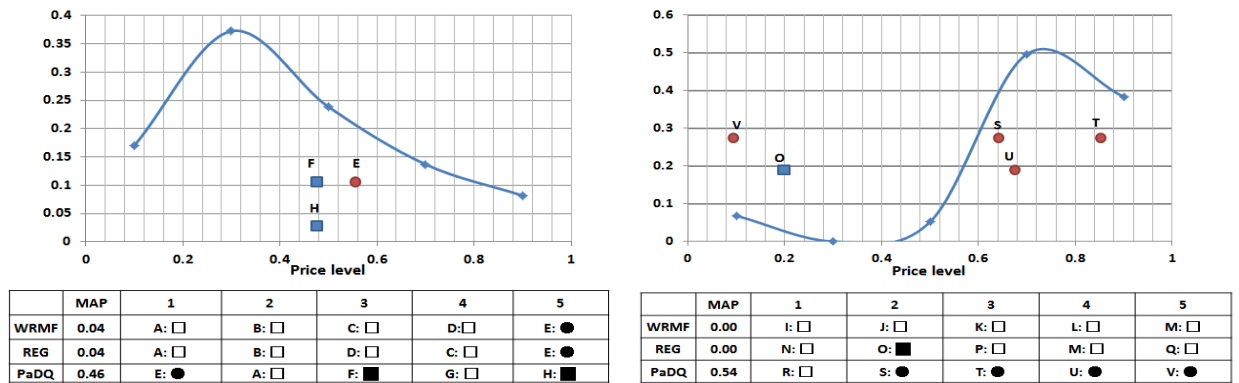 0.4
0.35
0.3
0.25
0.2
0.15
0.1
0.05
0
F E
H
0 0.2 0.4 0.6 0.8 1
Price level
MAP 1 2 3 4 5
WRMF 0.04 A: □ B: □ C: □ D:□ E: ●
REG 0.04 A: □ B: □ D: □ C: □ E: ●
PaDQ 0.46 E: ● A: □ F: ■ G: □ H: ■
0.6
0.5
0.4
0.3
0.2
0.1
0
V S T
O U
0 0.2 0.4 0.6 0.8 1
Price level
MAP 1 2 3 4 5
WRMF 0.00 I: □ J: □ K: □ L: □ M: □
REG 0.00 N: □ O: ■ P: □ M: □ Q: □
PaDQ 0.54 R: □ S: ● T: ● U: ● V: ●